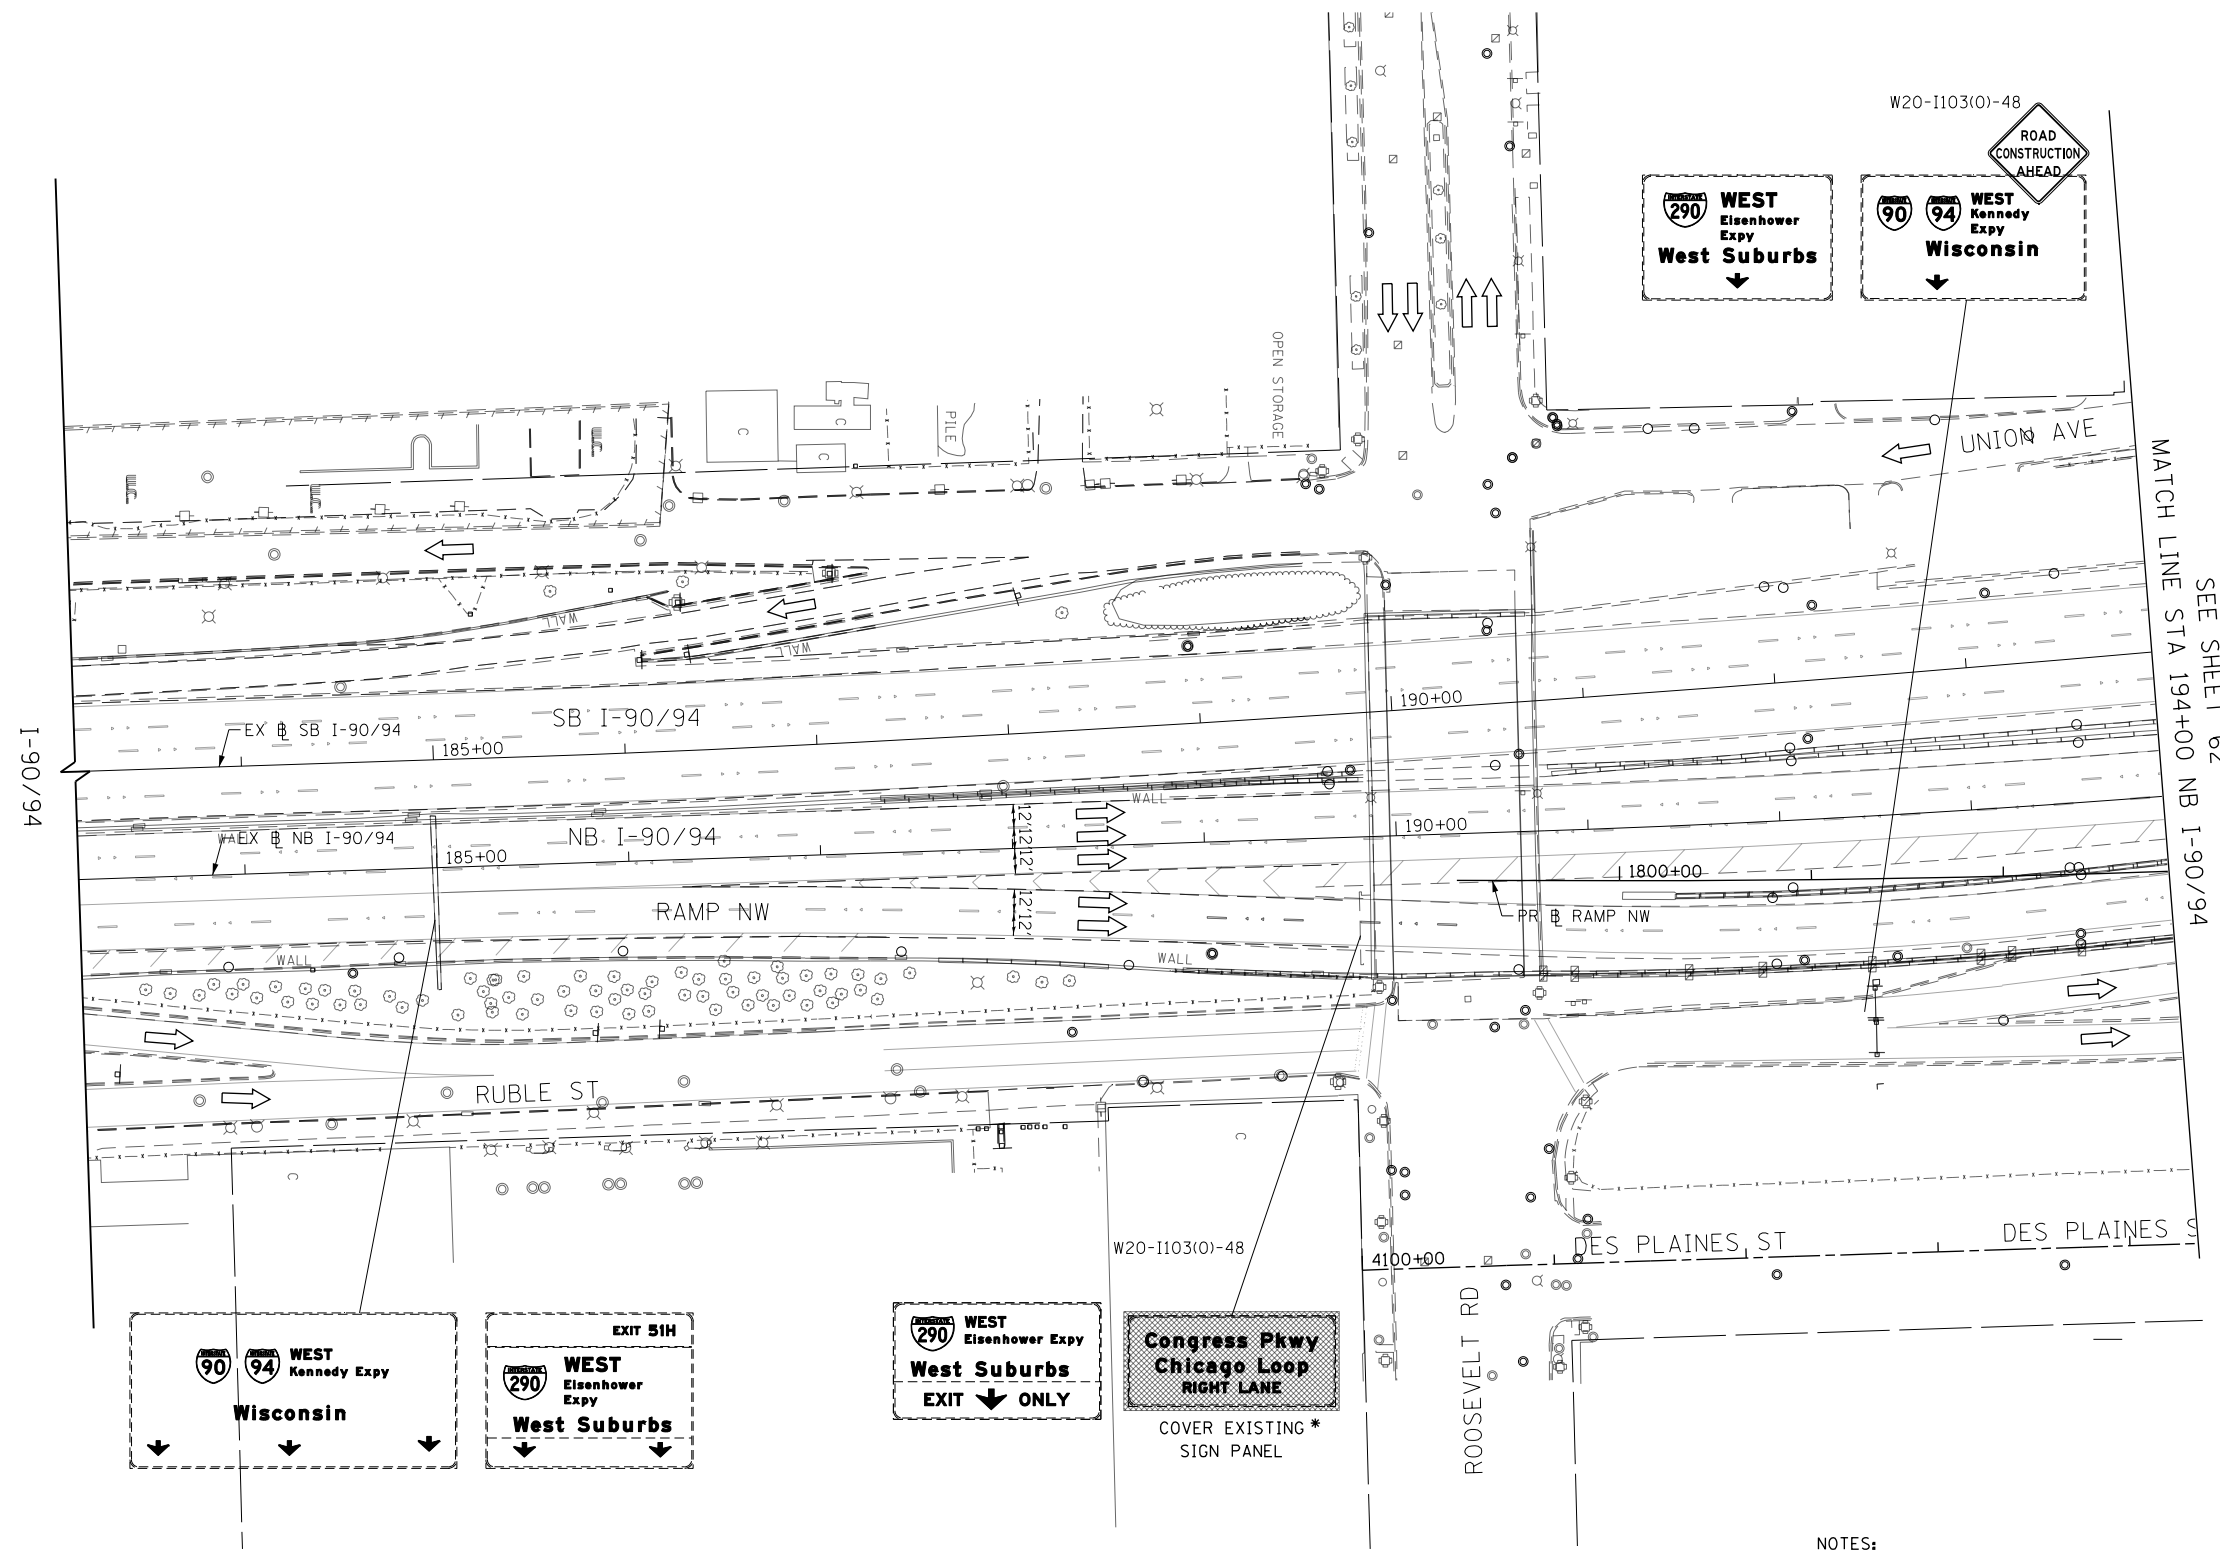 W20-I103(O)-48
ROAD
CONSTRUCTION
AHEAD
INTERSTATE
290
WEST
Eisenhower
Expy
West Suburbs
90
94
WEST
Kennedy
Expy
Wisconsin
OPEN STORAGE
PILE
C
C
C
UNION AVE
MATCH LINE STA 194+00 NB I-90/94
SEE SHEET 62
I-90/94
WALL
WALL
SB I-90/94
190+00
EX B SB I-90/94
185+00
WALL
12'12'12'
190+00
EX B NB I-90/94
NB I-90/94
185+00
1800+00
RAMP NW
12'12'
PR B RAMP NW
WALL
WALL
RUBLE ST
C
C
DES PLAINES ST
DES PLAINES S
W20-I103(O)-48
4100+00
ROOSEVELT RD
90
94
WEST
Kennedy Expy
Wisconsin
EXIT 51H
INTERSTATE
290
WEST
Eisenhower
Expy
West Suburbs
INTERSTATE
290
WEST
Eisenhower Expy
West Suburbs
EXIT ONLY
Congress Pkwy
Chicago Loop
RIGHT LANE
COVER EXISTING *
SIGN PANEL
NOTES: